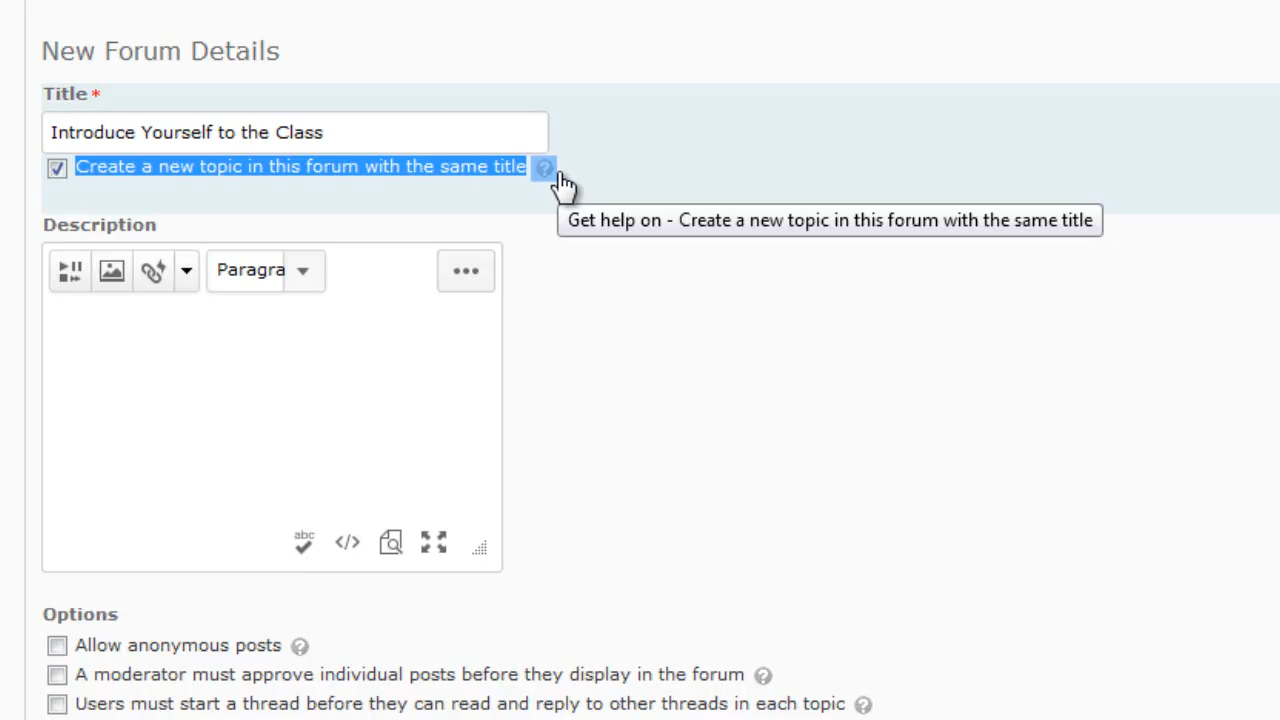 New Forum Details
Title *
Introduce Yourself to the Class
Create a new topic in this forum with the same title ?
Get help on - Create a new topic in this forum with the same title
Description
Paragra
abc
Options
Allow anonymous posts ?
A moderator must approve individual posts before they display in the forum ?
Users must start a thread before they can read and reply to other threads in each topic ?